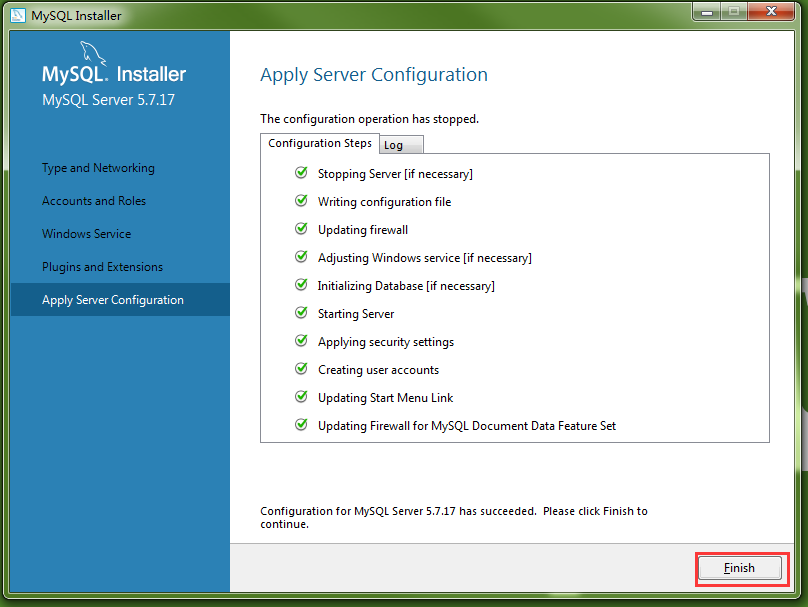 MySQL Installer
MySQL. Installer
MySQL Server 5.7.17
Type and Networking
Accounts and Roles
Windows Service
Plugins and Extensions
Apply Server Configuration
Apply Server Configuration
The configuration operation has stopped.
Configuration Steps Log
Stopping Server [if necessary]
Writing configuration file
Updating firewall
Adjusting Windows service [if necessary]
Initializing Database [if necessary]
Starting Server
Applying security settings
Creating user accounts
Updating Start Menu Link
Updating Firewall for MySQL Document Data Feature Set
Configuration for MySQL Server 5.7.17 has succeeded. Please click Finish to
continue.
Finish